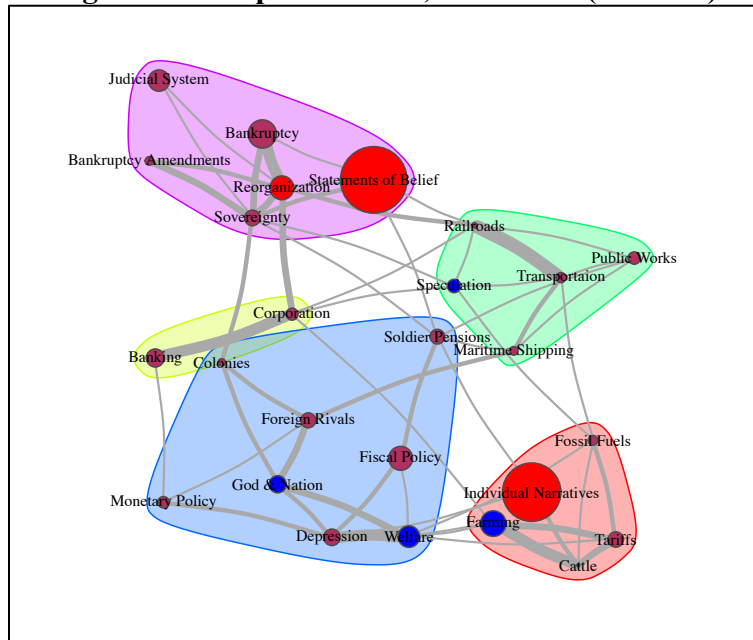 Judicial System
Bankruptcy
Bankruptcy Amendments
Statements of Belief
Reorganization
Sovereignty
Railroads
Public Works
Transportaion
Speculation
Corporation
Soldier Pensions
Maritime Shipping
Banking
Colonies
Foreign Rivals
Fossil Fuels
Fiscal Policy
God & Nation
Individual Narratives
Monetary Policy
Farming
Depression
Welfare
Tariffs
Cattle